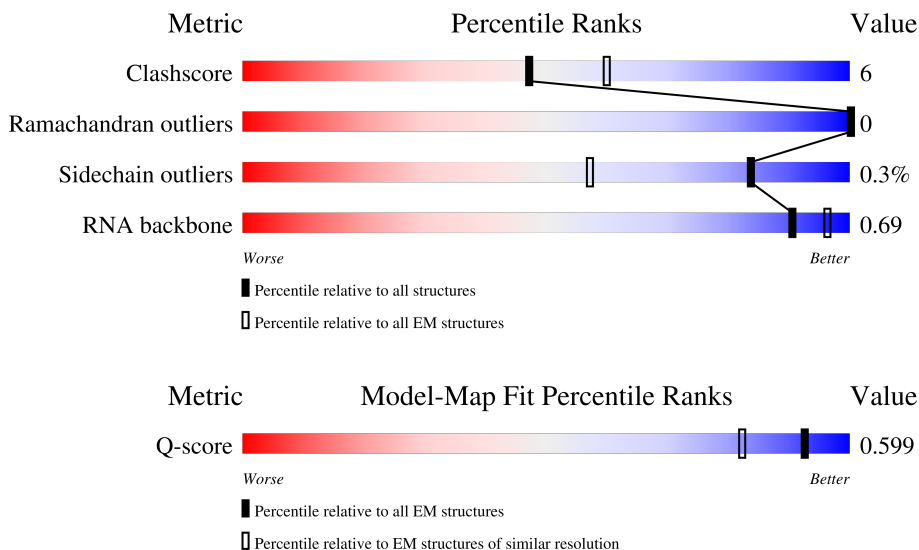 Metric Percentile Ranks Value
Clashscore 6
Ramachandran outliers 0
Sidechain outliers 0.3%
RNA backbone 0.69
Worse Better
Percentile relative to all structures
Percentile relative to all EM structures
Metric Model-Map Fit Percentile Ranks Value
Q-score 0.599
Worse Better
Percentile relative to all EM structures
Percentile relative to EM structures of similar resolution